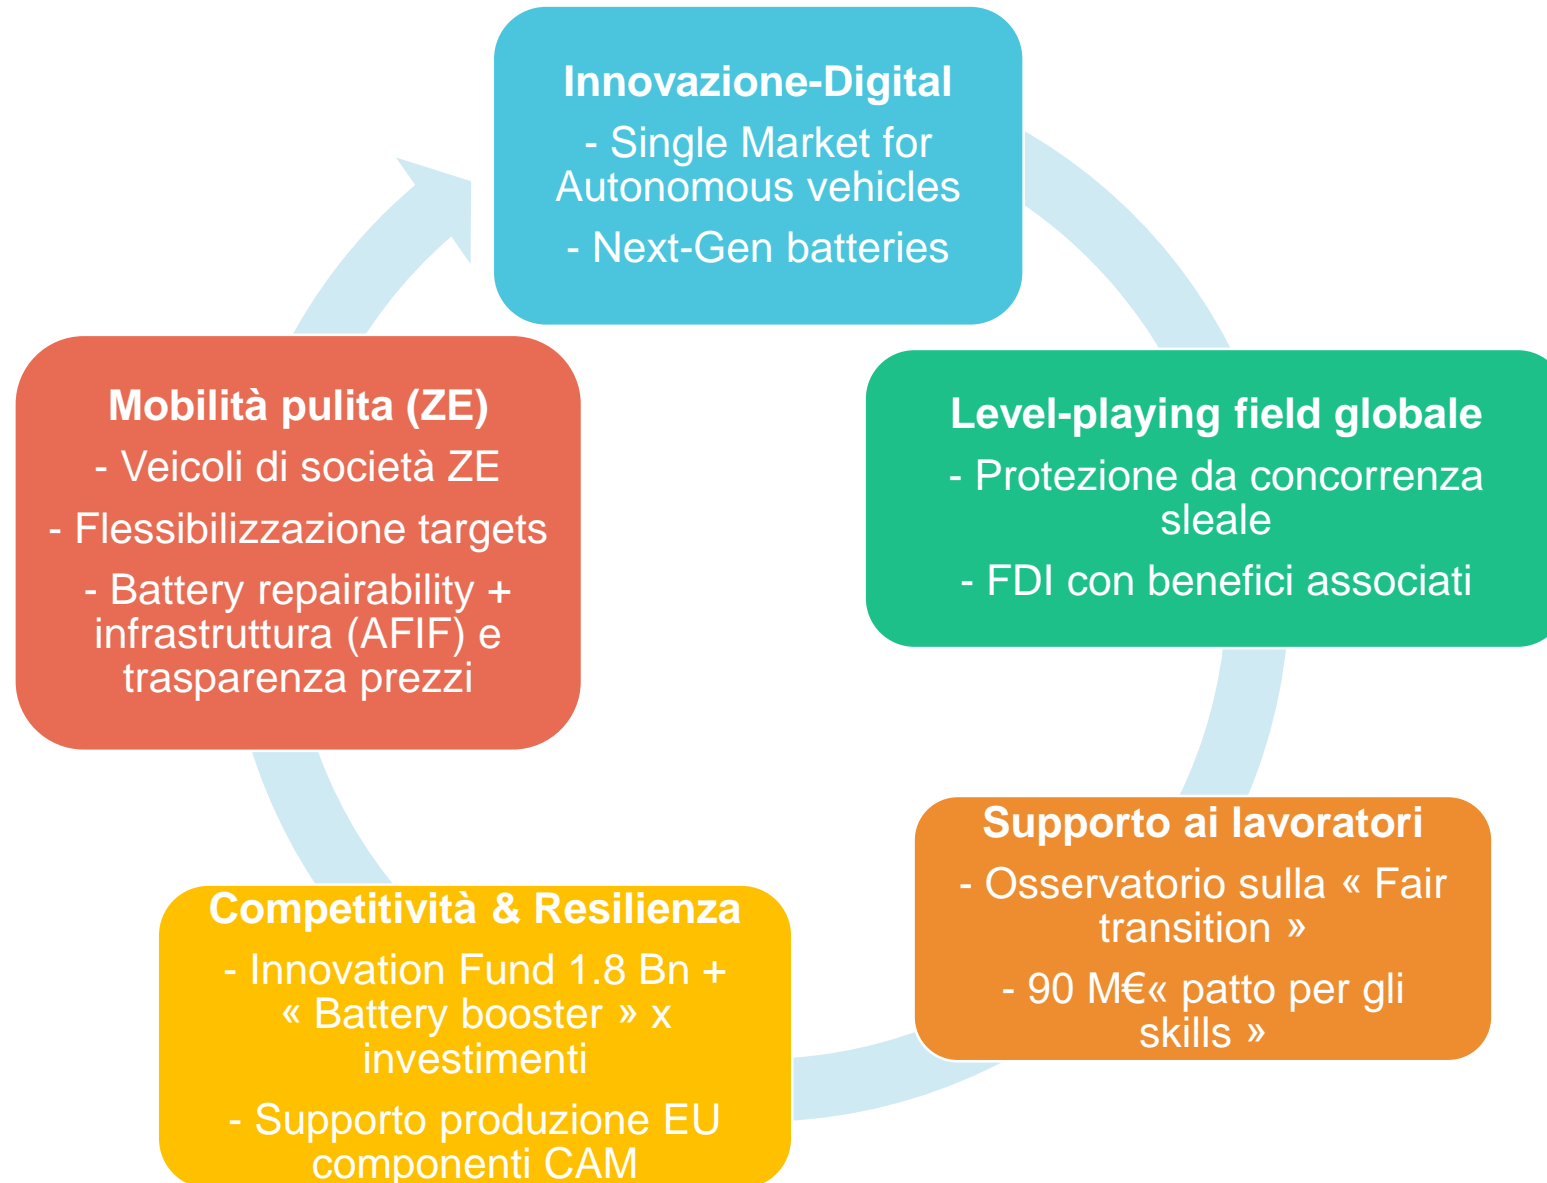 Innovazione-Digital
- Single Market for
Autonomous vehicles
- Next-Gen batteries
Level-playing field globale
- Protezione da concorrenza
sleale
- FDI con benefici associati
Supporto ai lavoratori
- Osservatorio sulla « Fair
transition »
- 90 M€« patto per gli
skills »
Competitività & Resilienza
- Innovation Fund 1.8 Bn +
« Battery booster » x
investimenti
- Supporto produzione EU
componenti CAM
Mobilità pulita (ZE)
- Veicoli di società ZE
- Flessibilizzazione targets
- Battery repairability +
infrastruttura (AFIF) e
trasparenza prezzi